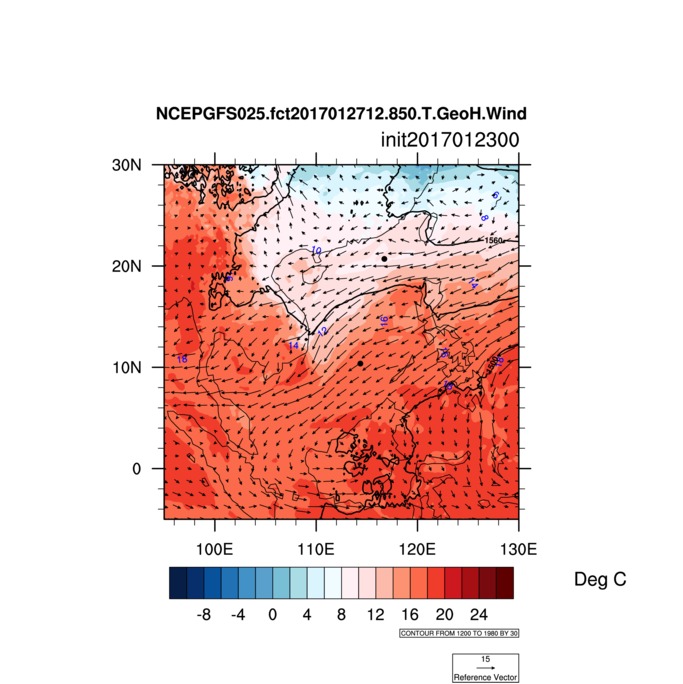 NCEPGFS025.fct2017012712.850.T.GeoH.Wind
init2017012300
30N
6
8
1560
10
20N
14
16
12
14
16
10N
0
100E
110E
120E
130E
Deg C
-8 -4 0 4 8 12 16 20 24
CONTOUR FROM 1200 TO 1980 BY 30
15
Reference Vector